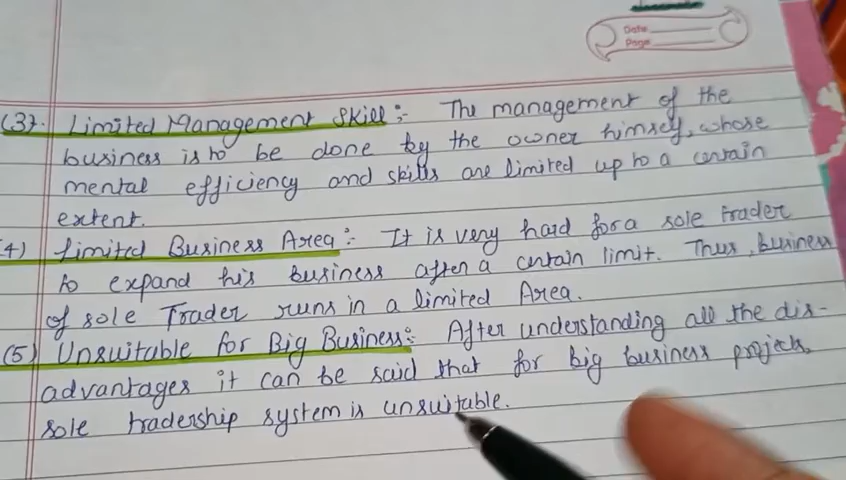 Date
Page
(3). Limited Management Skill:- The management of the
business is to be done by the owner himself, whose
mental efficiency and skills are limited up to a certain
extent.
4) Limited Business Area:- It is very hard for a sole trader
to expand his business after a certain limit. Thus, business
of sole Trader runs in a limited Area.
(5) Unsuitable for Big Business:- After understanding all the dis-
advantages it can be said that for big business projects,
sole tradership system is unsuitable.